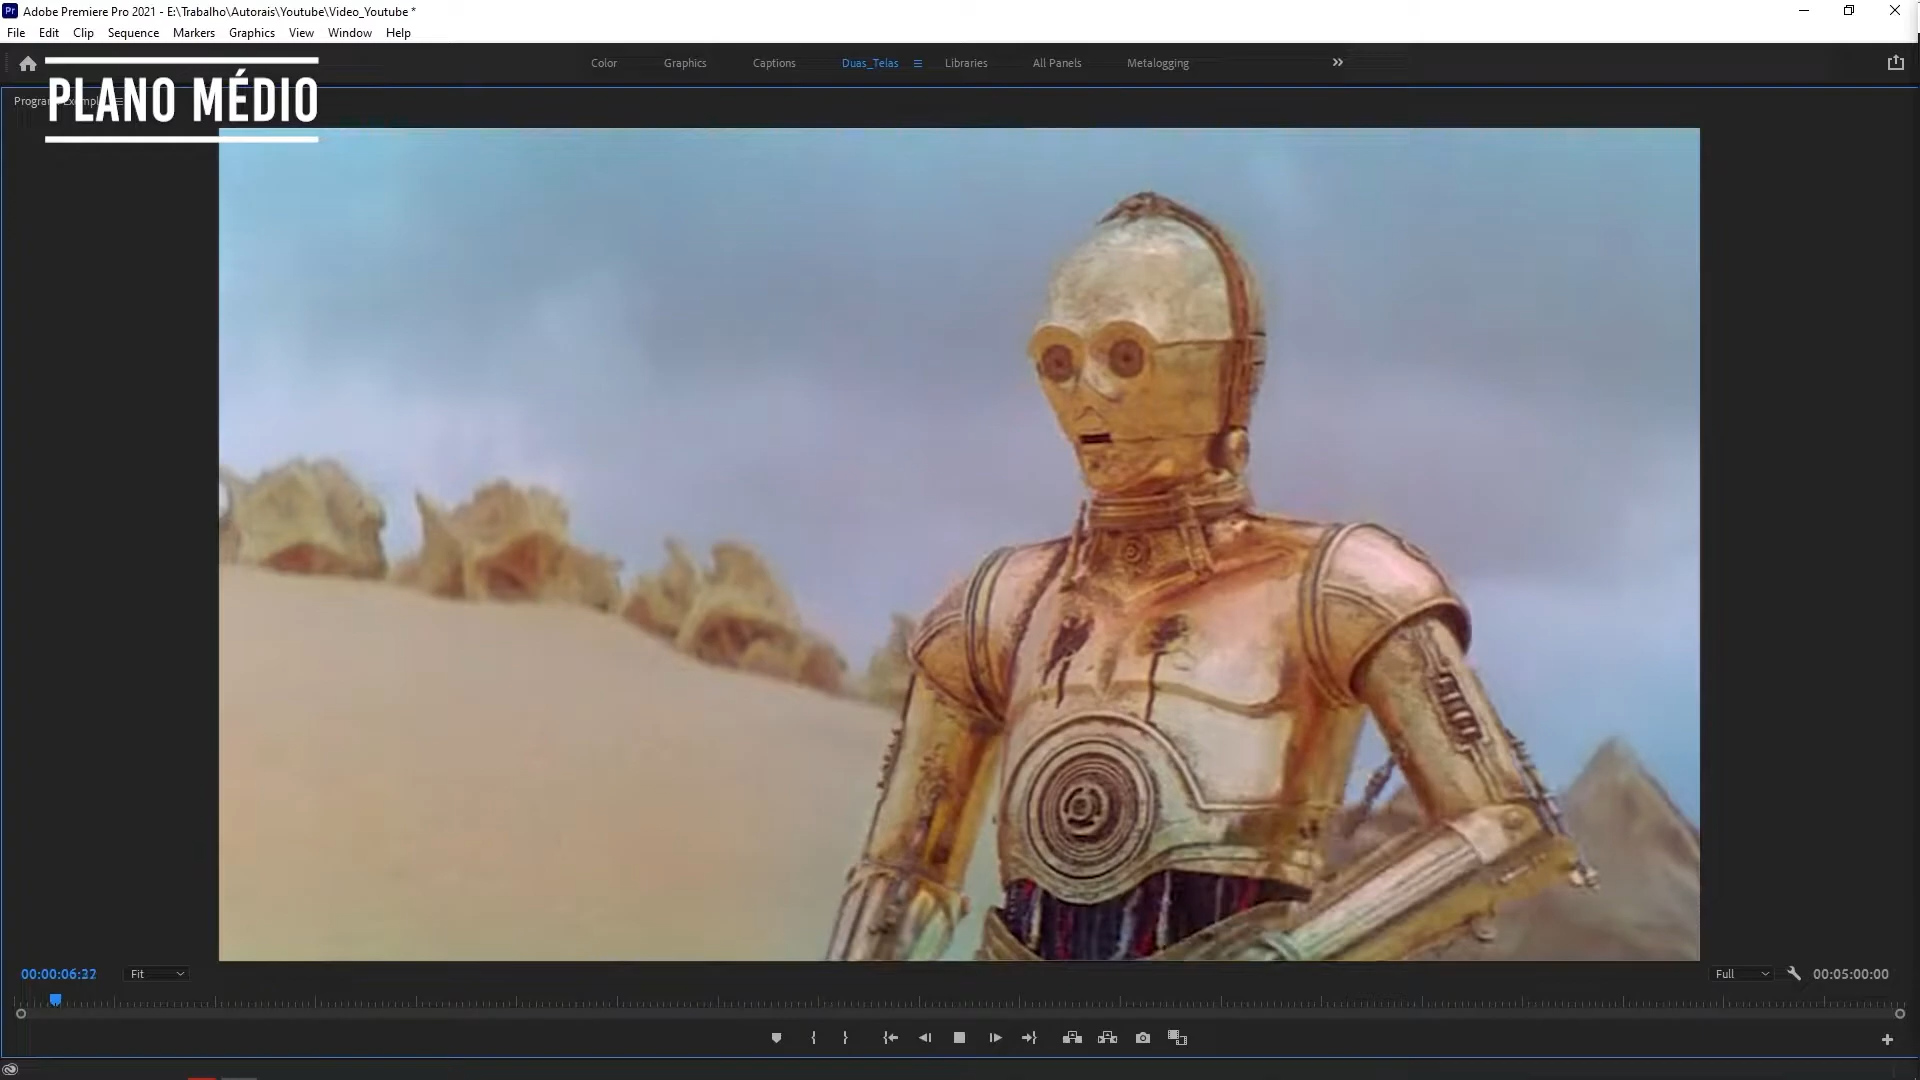 Adobe Premiere Pro 2021 - E:\Trabalho\Autorais\Youtube\Video_Youtube *
File Edit Clip Sequence Markers Graphics View Window Help
Color Graphics Captions Duas_Telas Libraries All Panels Metalogging
PLANO MÉDIO
00:00:06:32 Fit Full 00:05:00:00